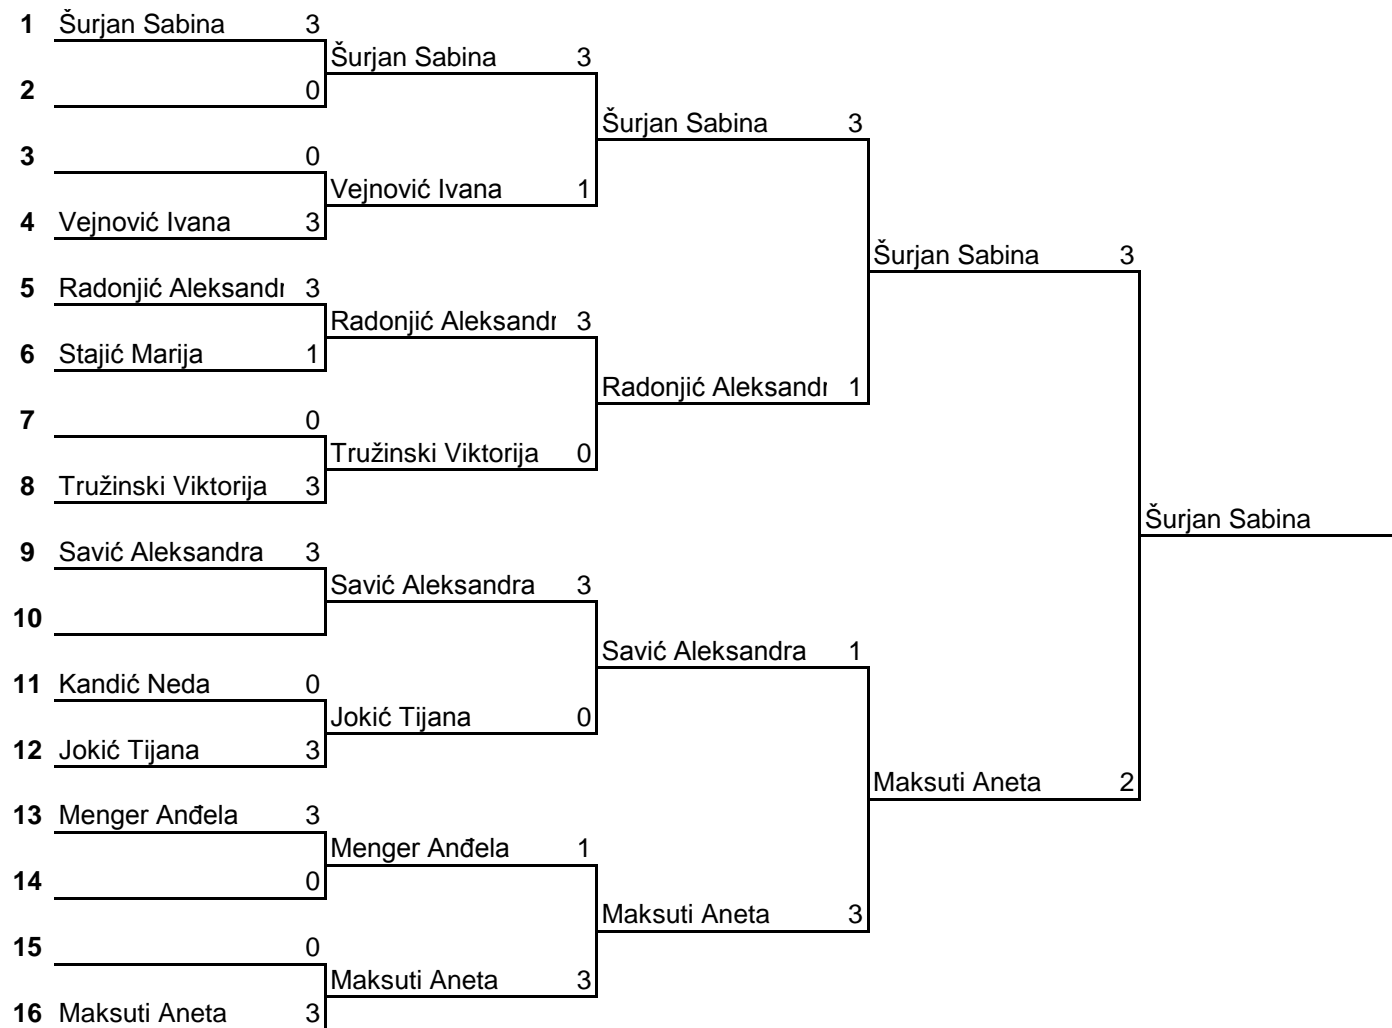 1 Šurjan Sabina 3
Šurjan Sabina 3
2 0
Šurjan Sabina 3
3 0
Vejnović Ivana 1
4 Vejnović Ivana 3
Šurjan Sabina 3
5 Radonjić Aleksandr 3
Radonjić Aleksandr 3
6 Stajić Marija 1
Radonjić Aleksandr 1
7 0
Tružinski Viktorija 0
8 Tružinski Viktorija 3
Šurjan Sabina
9 Savić Aleksandra 3
Savić Aleksandra 3
10
Savić Aleksandra 1
11 Kandić Neda 0
Jokić Tijana 0
12 Jokić Tijana 3
Maksuti Aneta 2
13 Menger Anđela 3
Menger Anđela 1
14 0
Maksuti Aneta 3
15 0
Maksuti Aneta 3
16 Maksuti Aneta 3